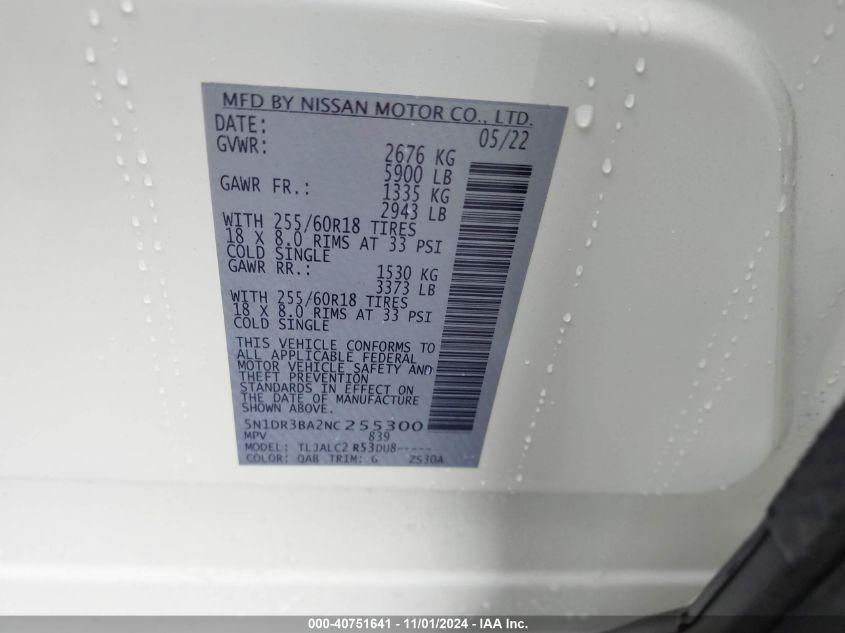 MFD BY NISSAN MOTOR CO., LTD.
DATE: 05/22
GVWR: 2676 KG
5900 LB
GAWR FR.: 1335 KG
2943 LB
WITH 255/60R18 TIRES
18 X 8.0 RIMS AT 33 PSI
COLD SINGLE
GAWR RR.: 1530 KG
3373 LB
WITH 255/60R18 TIRES
18 X 8.0 RIMS AT 33 PSI
COLD SINGLE
THIS VEHICLE CONFORMS TO
ALL APPLICABLE FEDERAL
MOTOR VEHICLE SAFETY AND
THEFT PREVENTION
STANDARDS IN EFFECT ON
THE DATE OF MANUFACTURE
SHOWN ABOVE.
5N1DR3BA2NC255300
MPV 839
MODEL: TLJALC2 R53DU8-----
COLOR: QAB TRIM: G ZS30A
000-40751641 - 11/01/2024 - IAA Inc.